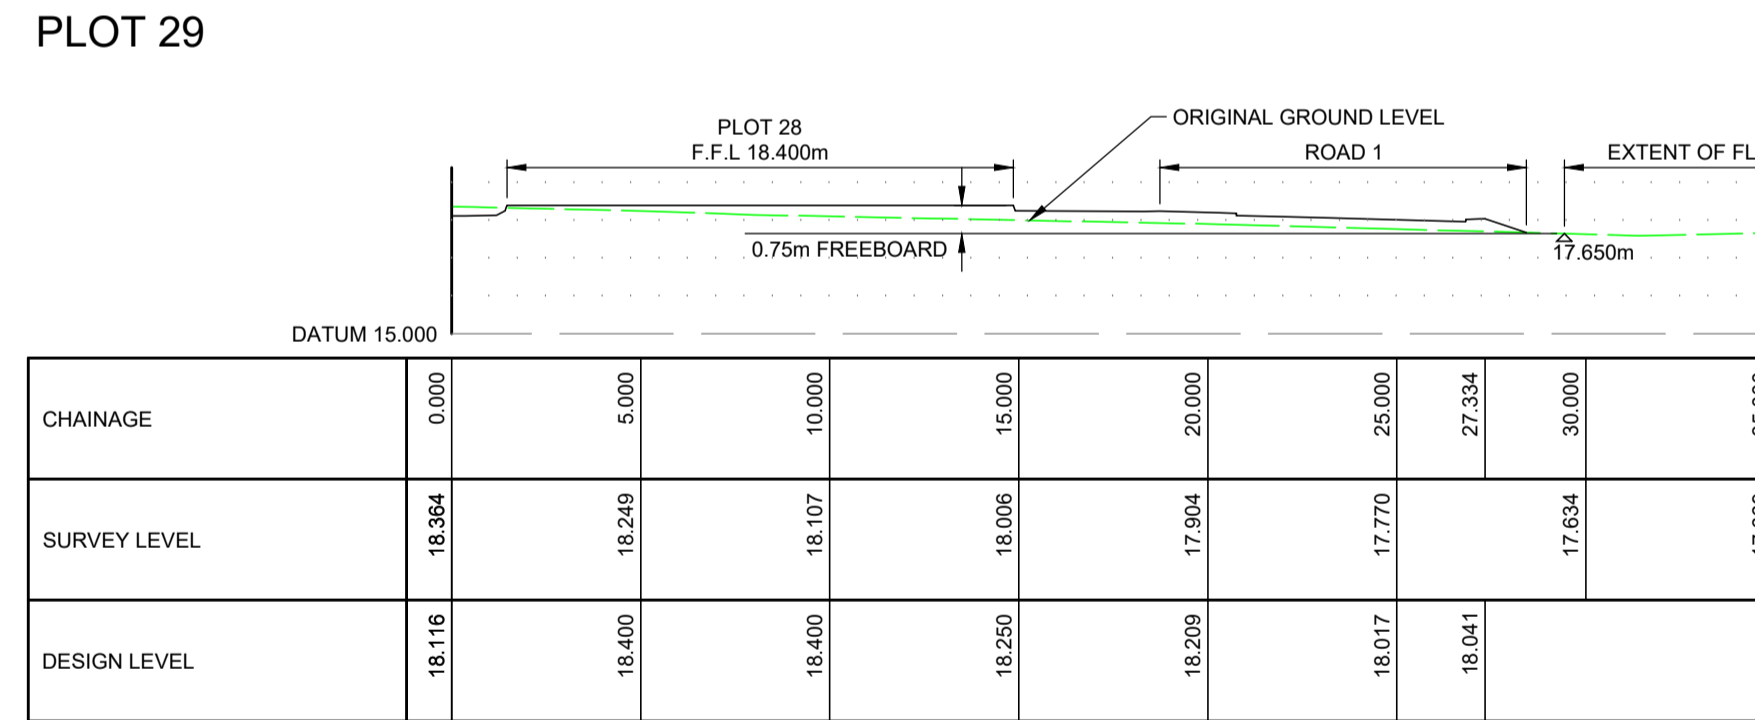 PLOT 29
ORIGINAL GROUND LEVEL
PLOT 28
F.F.L 18.400m
ROAD 1
EXTENT OF FL
0.75m FREEBOARD
17.650m
DATUM 15.000
CHAINAGE 0.000 5.000 10.000 15.000 20.000 25.000 27.334 30.000
SURVEY LEVEL 18.364 18.249 18.107 18.006 17.904 17.770 17.634
DESIGN LEVEL 18.116 18.400 18.400 18.250 18.209 18.017 18.041